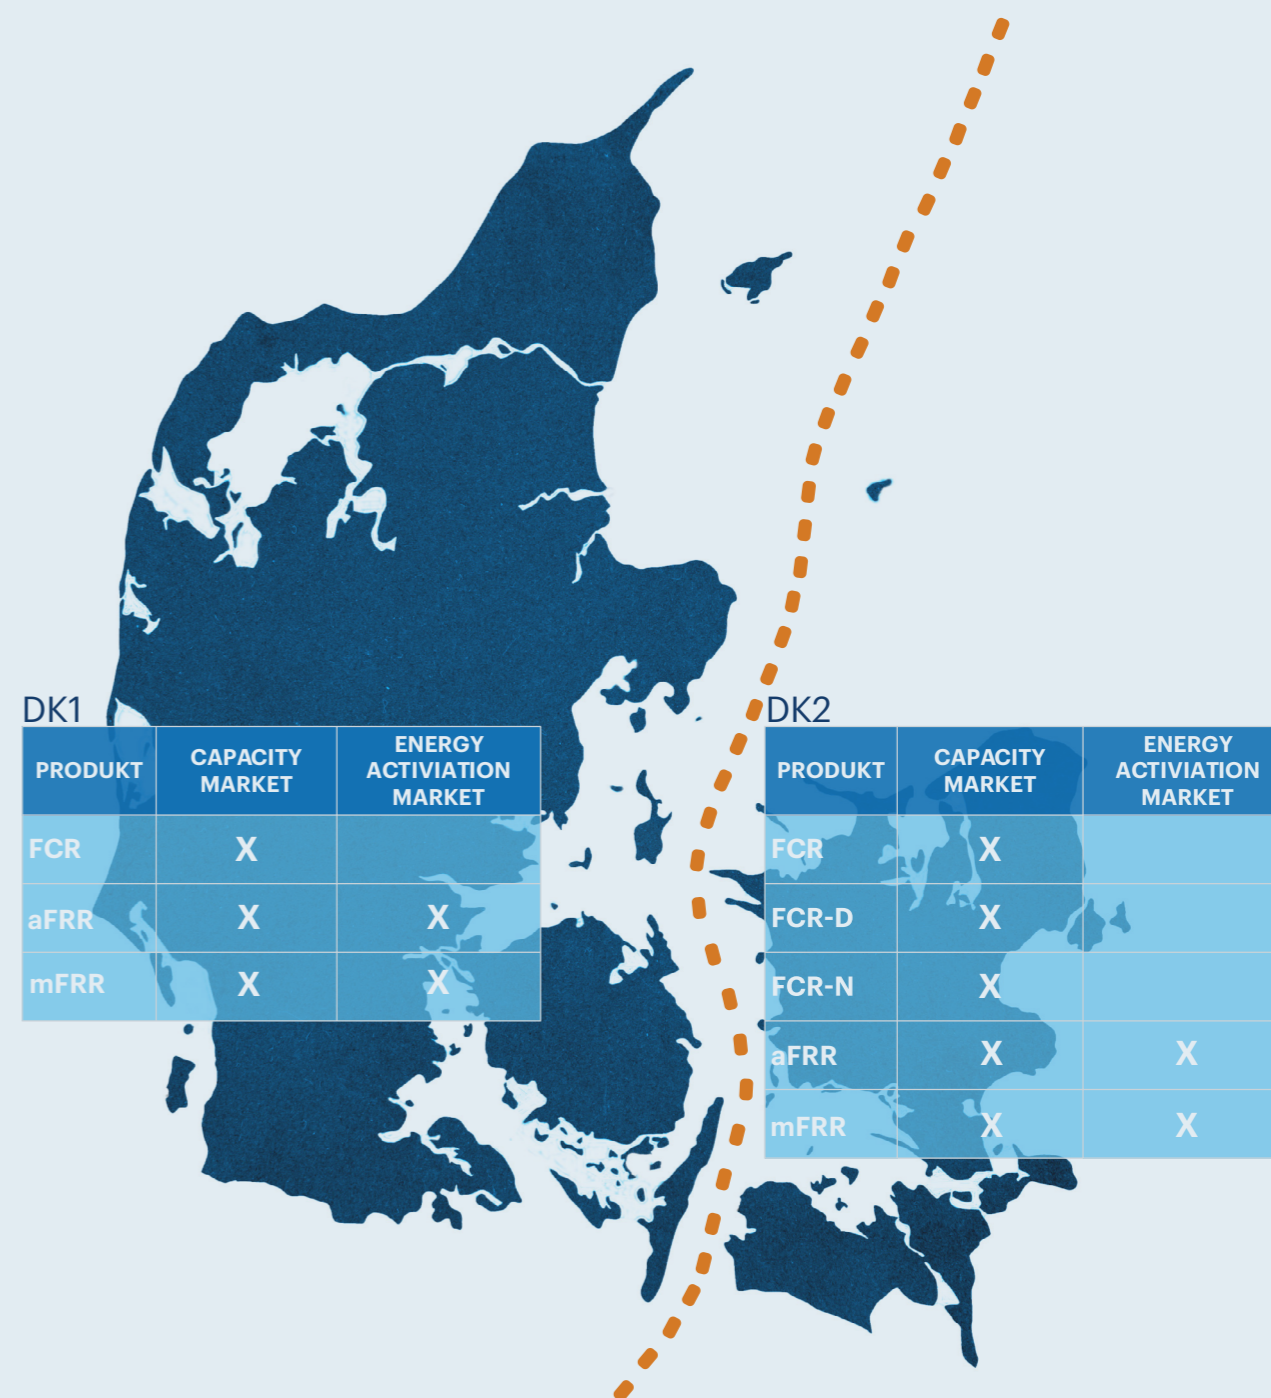 DK1
PRODUKT CAPACITY MARKET ENERGY ACTIVIATION MARKET
FCR X
aFRR X X
mFRR X X
DK2
PRODUKT CAPACITY MARKET ENERGY ACTIVIATION MARKET
FCR X
FCR-D X
FCR-N X
aFRR X X
mFRR X X